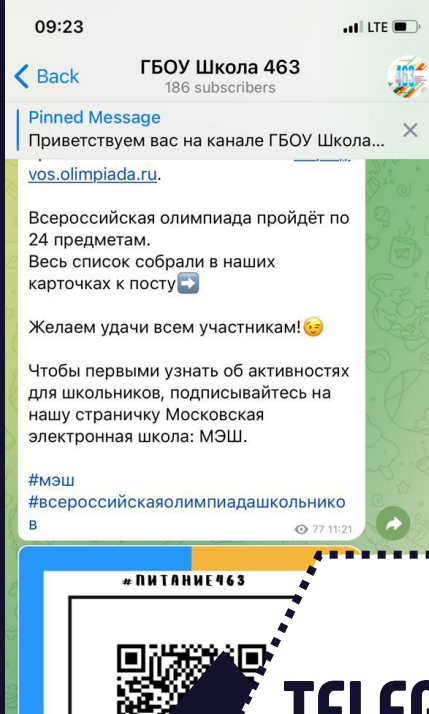 09:23
LTE
Back
ГБОУ Школа 463
186 subscribers
463
Pinned Message
Приветствуем вас на канале ГБОУ Школа...
vos.olimpiada.ru.
Всероссийская олимпиада пройдёт по
24 предметам.
Весь список собрали в наших
карточках к посту➡️
Желаем удачи всем участникам!😉
Чтобы первыми узнать об активностях
для школьников, подписывайтесь на
нашу страничку Московская
электронная школа: МЭШ.
#мэш
#всероссийскаяолимпиадашкольнико
в
77 11:21
#ПИТАНИЕ463